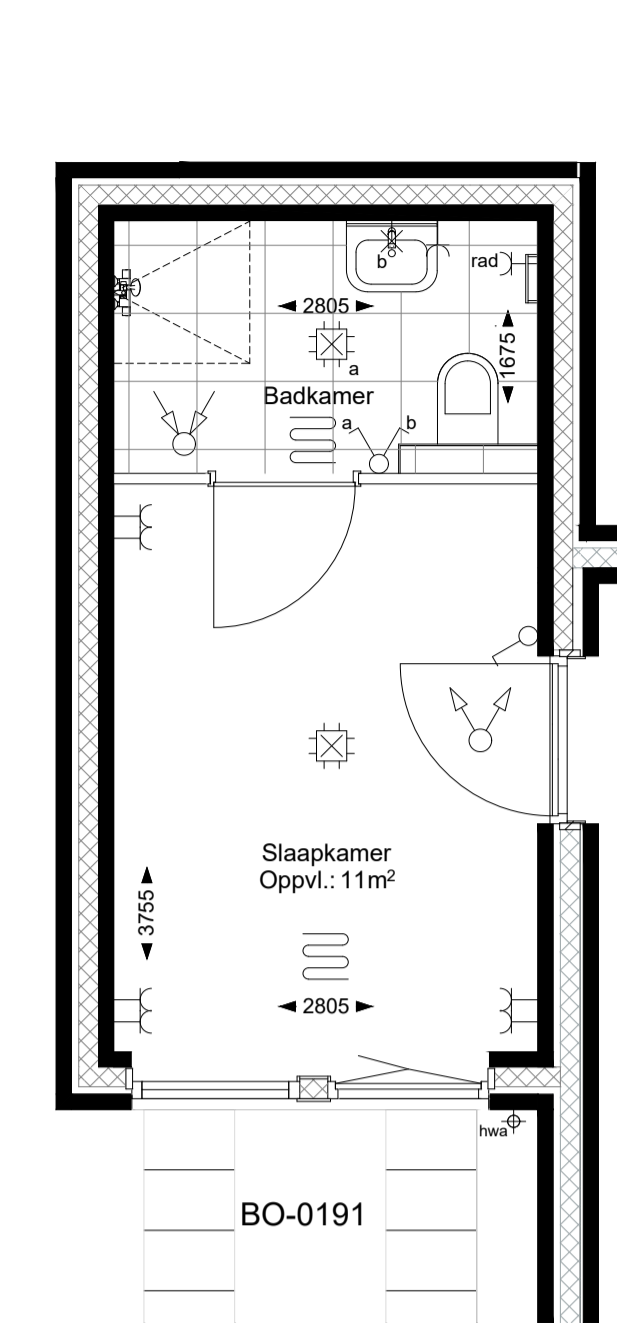 b
rad
2805
1675
a
Badkamer
a
b
Slaapkamer
Oppvl.: 11m²
3755
2805
hwa
BO-0191